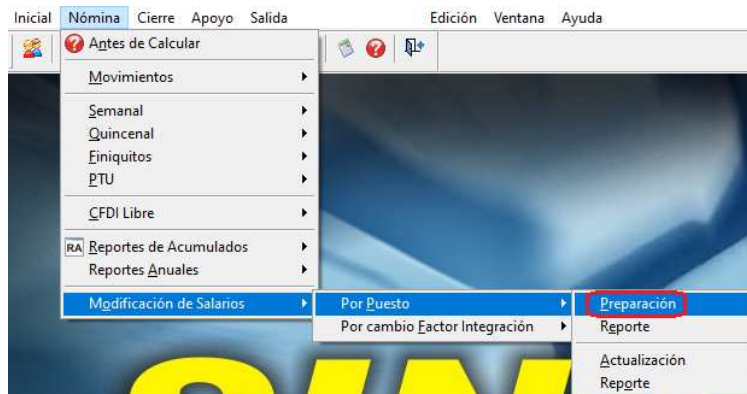 Inicial Nómina Cierre Apoyo Salida Edición Ventana Ayuda
Antes de Calcular
Movimientos
Semanal
Quincenal
Finiquitos
PTU
CFDI Libre
RA Reportes de Acumulados
Reportes Anuales
Modificación de Salarios
Por Puesto
Por cambio Factor Integración
Preparación
Reporte
Actualización
Reporte